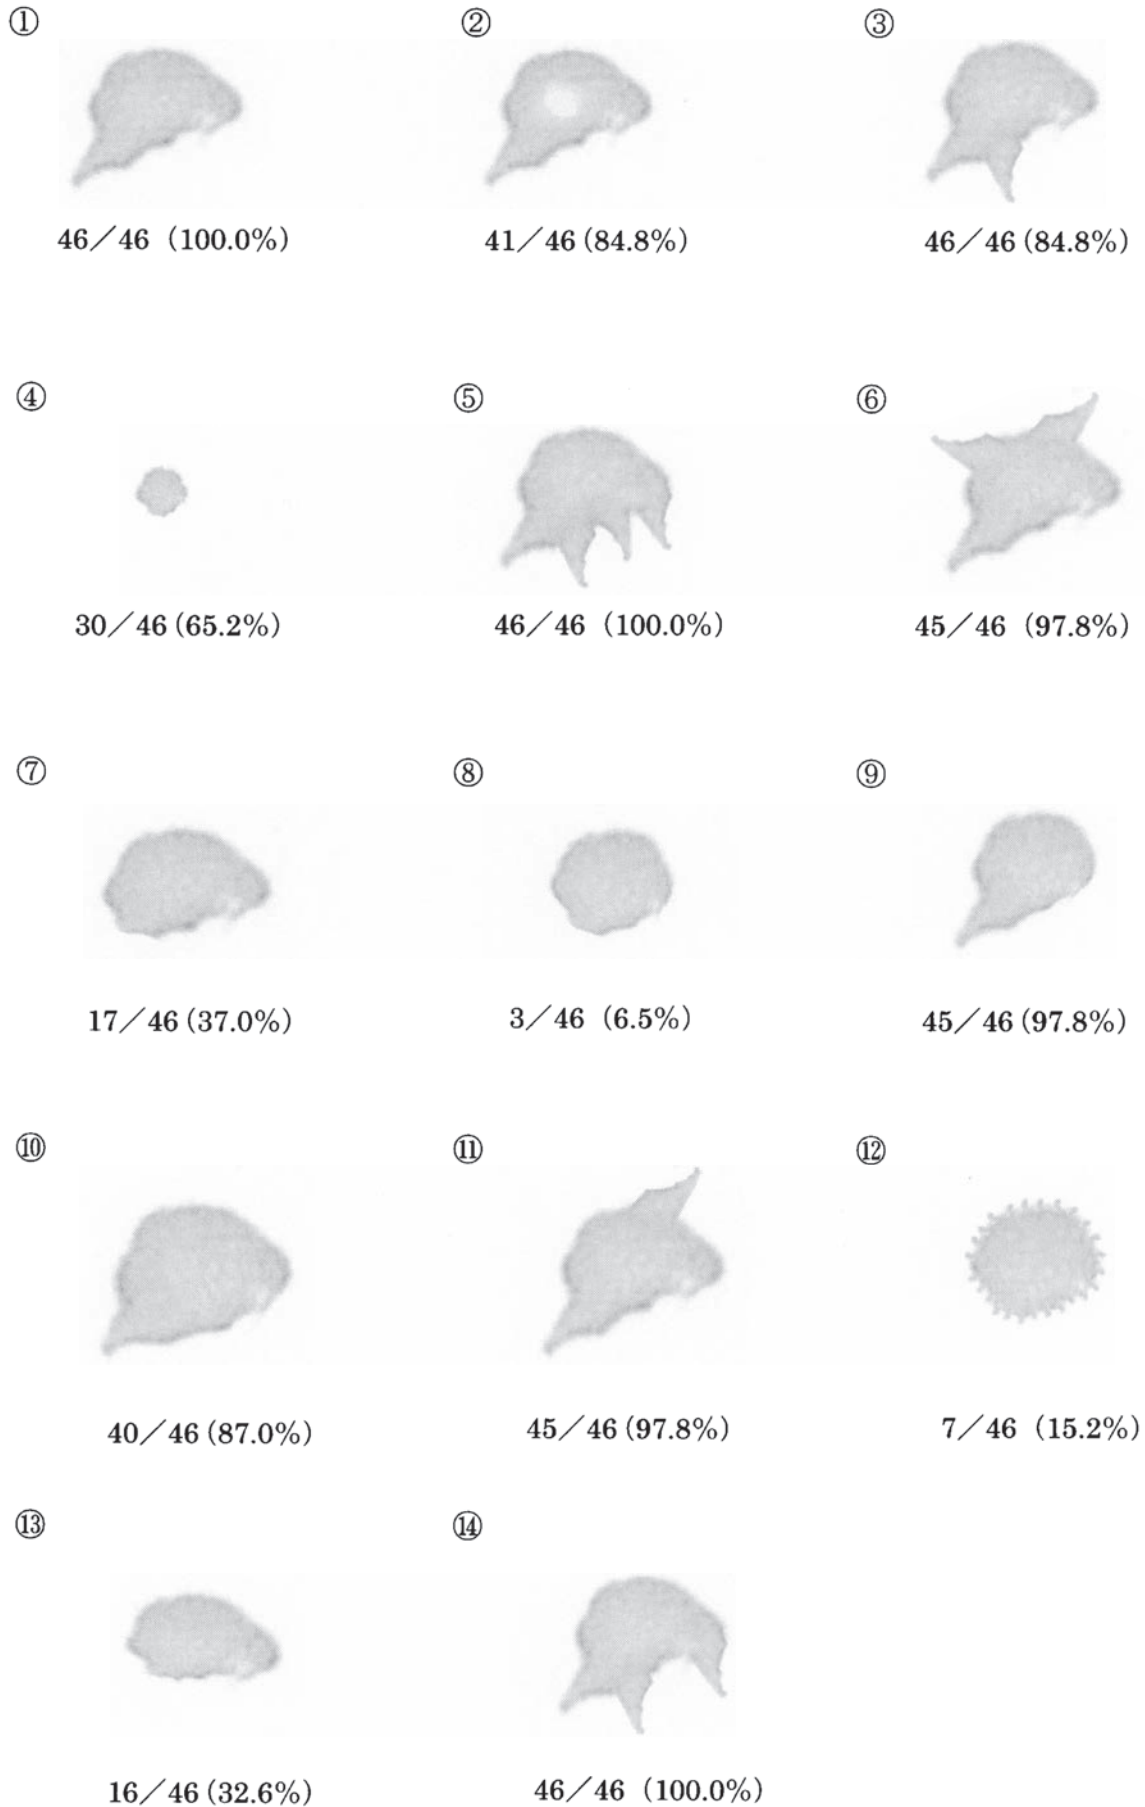 ① ② ③
46／46（100.0%） 41／46（84.8%） 46／46（84.8%）
④ ⑤ ⑥
30／46（65.2%） 46／46（100.0%） 45／46（97.8%）
⑦ ⑧ ⑨
17／46（37.0%） 3／46（6.5%） 45／46（97.8%）
⑩ ⑪ ⑫
40／46（87.0%） 45／46（97.8%） 7／46（15.2%）
⑬ ⑭
16／46（32.6%） 46／46（100.0%）